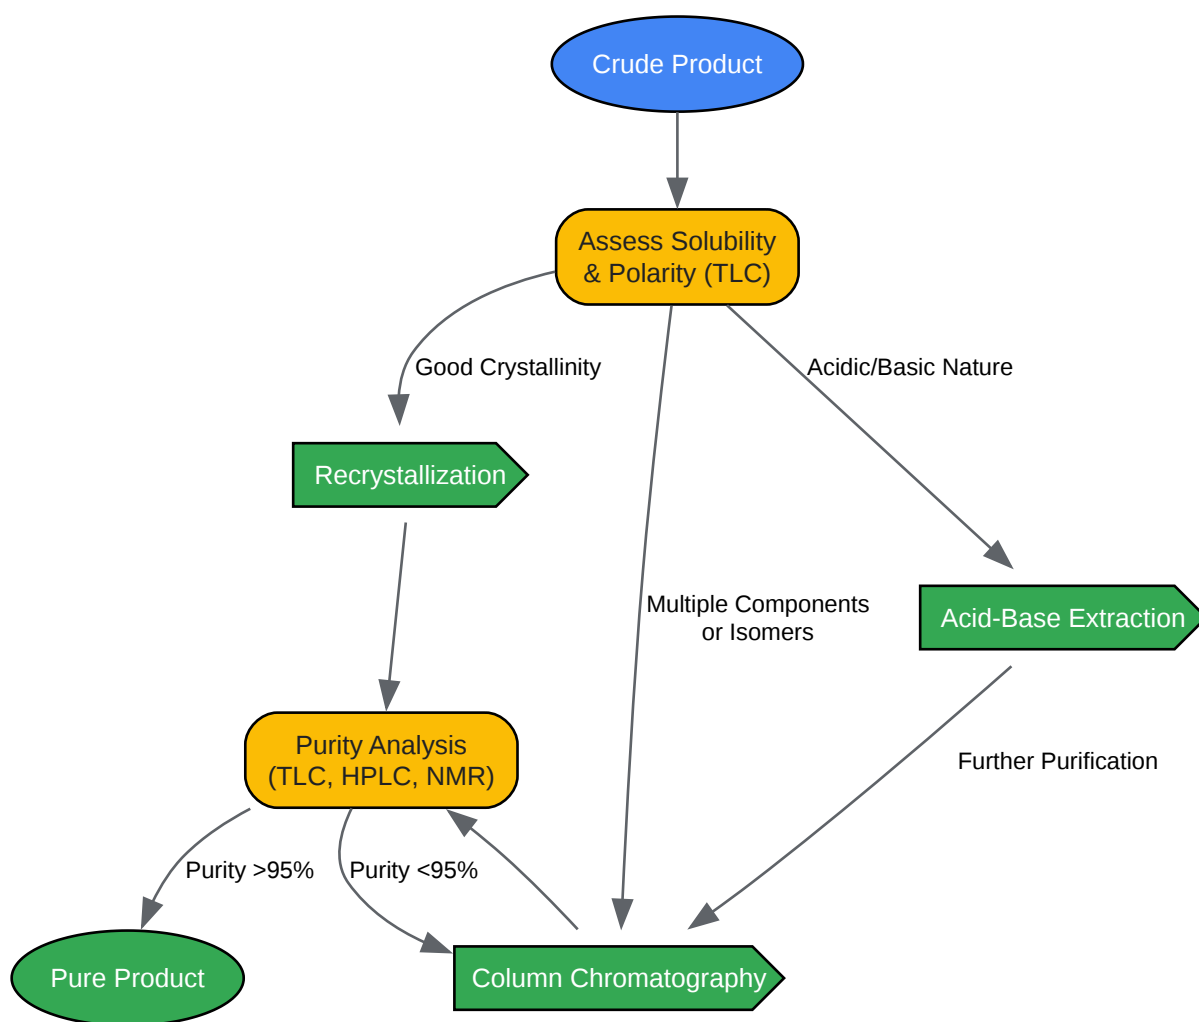 Crude Product
Assess Solubility
& Polarity (TLC)
Good Crystallinity
Acidic/Basic Nature
Recrystallization
Multiple Components
or Isomers
Acid-Base Extraction
Purity Analysis
(TLC, HPLC, NMR)
Further Purification
Purity >95%
Purity <95%
Pure Product
Column Chromatography